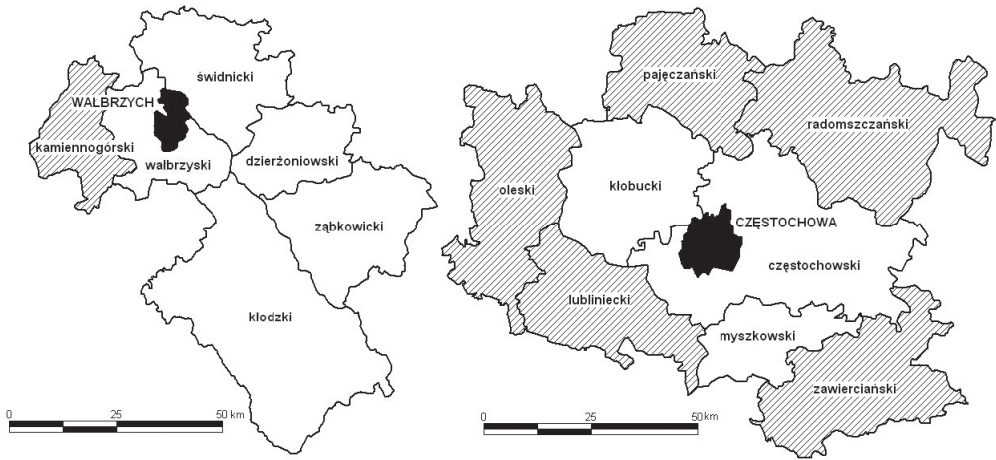 świdnicki
WAŁBRZYCH
kamiennogórski
wałbrzyski
dzierżoniowski
ząbkowicki
kłodzki
0 25 50 km
pajęczański
radomszczański
oleski
kłobucki
CZĘSTOCHOWA
częstochowski
lubliniecki
myszkowski
zawierciański
0 25 50 km